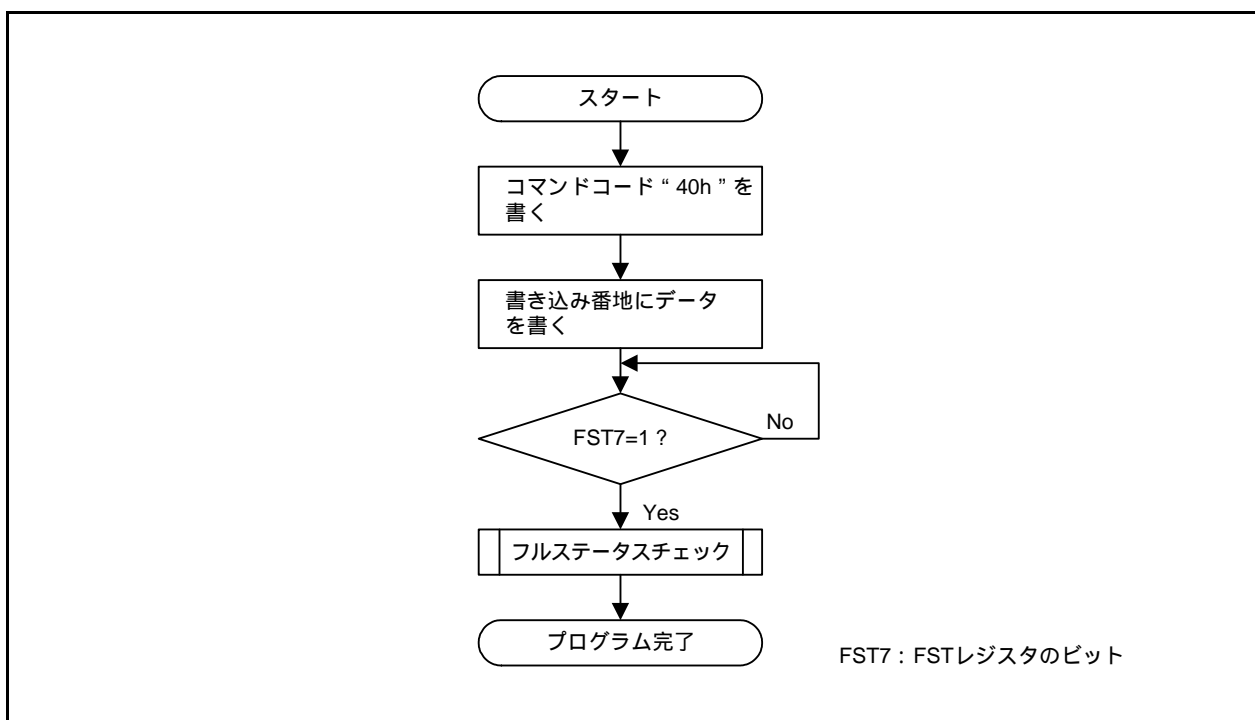 スタート
コマンドコード “ 40h ” を
書く
書き込み番地にデータ
を書く
FST7=1 ?
No
Yes
フルステータスチェック
プログラム完了
FST7 : FSTレジスタのビット